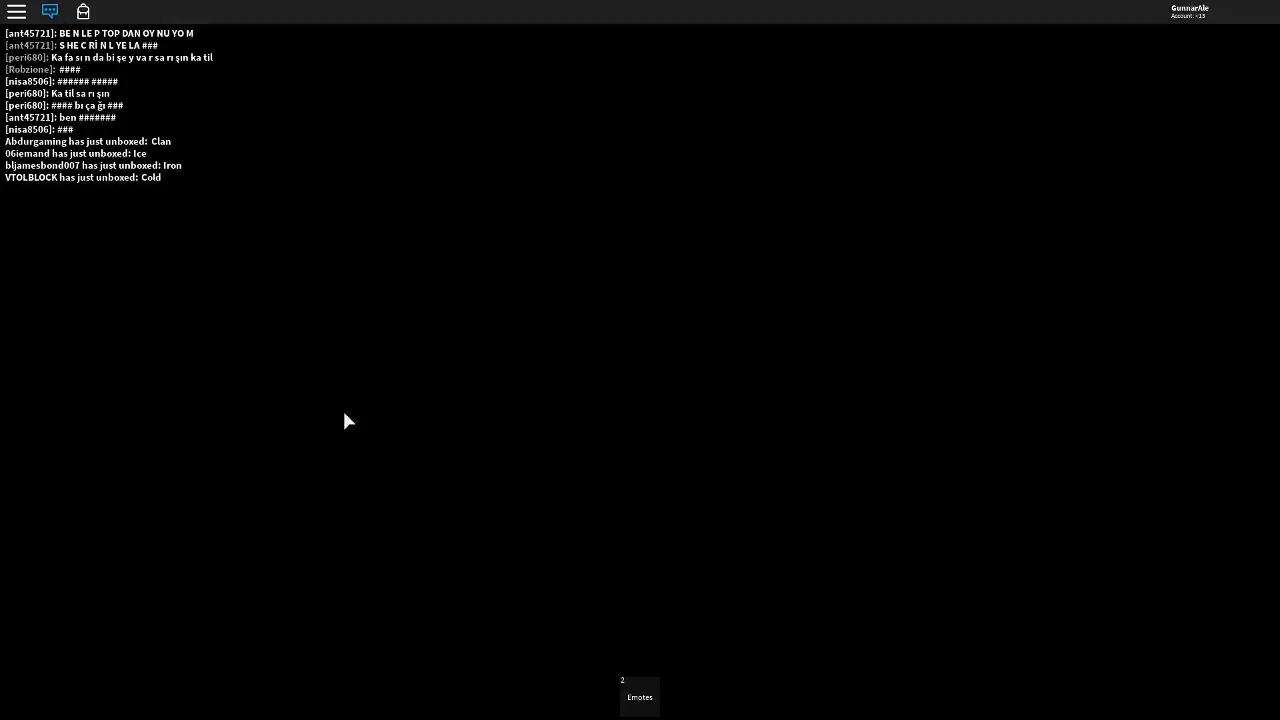 GunnarAle
Account: <13
[ant45721]: BE N LE P TOP DAN OY NU YO M
[ant45721]: S HE C Rİ N L YE LA ###
[peri680]: Ka fa sı n da bi şe y va r sa rı şın ka til
[Robzione]: ####
[nisa8506]: ###### #####
[peri680]: Ka til sa rı şın
[peri680]: #### bı ça ğı ###
[ant45721]: ben #######
[nisa8506]: ###
Abdurgaming has just unboxed: Clan
06iemand has just unboxed: Ice
bljamesbond007 has just unboxed: Iron
VTOLBLOCK has just unboxed: Cold
2
Emotes